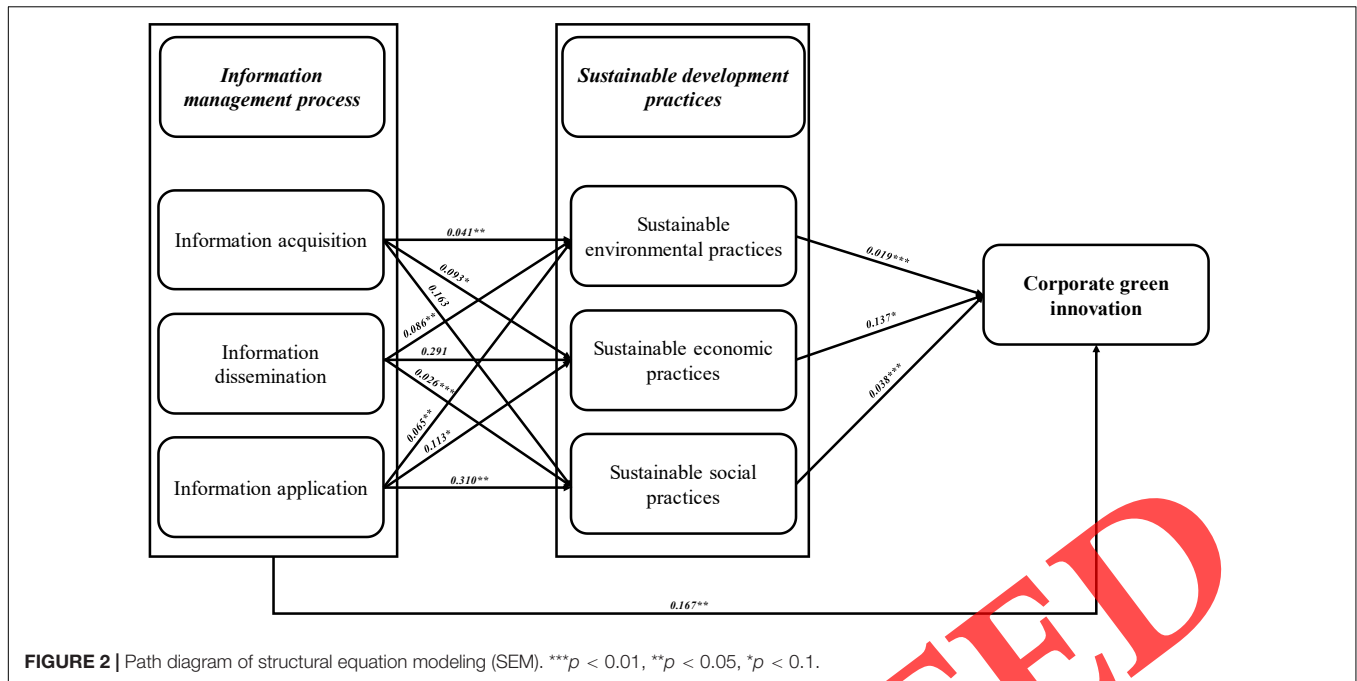 Information
management process
Sustainable development
practices
Information acquisition
Information
dissemination
Information application
0.041**
0.093*
0.163
0.086**
0.291
0.026***
0.065**
0.113*
0.310**
Sustainable
environmental practices
Sustainable economic
practices
Sustainable social
practices
0.019***
0.137*
0.038***
Corporate green
innovation
0.167**
FIGURE 2 | Path diagram of structural equation modeling (SEM). ***p < 0.01, **p < 0.05, *p < 0.1.
TED